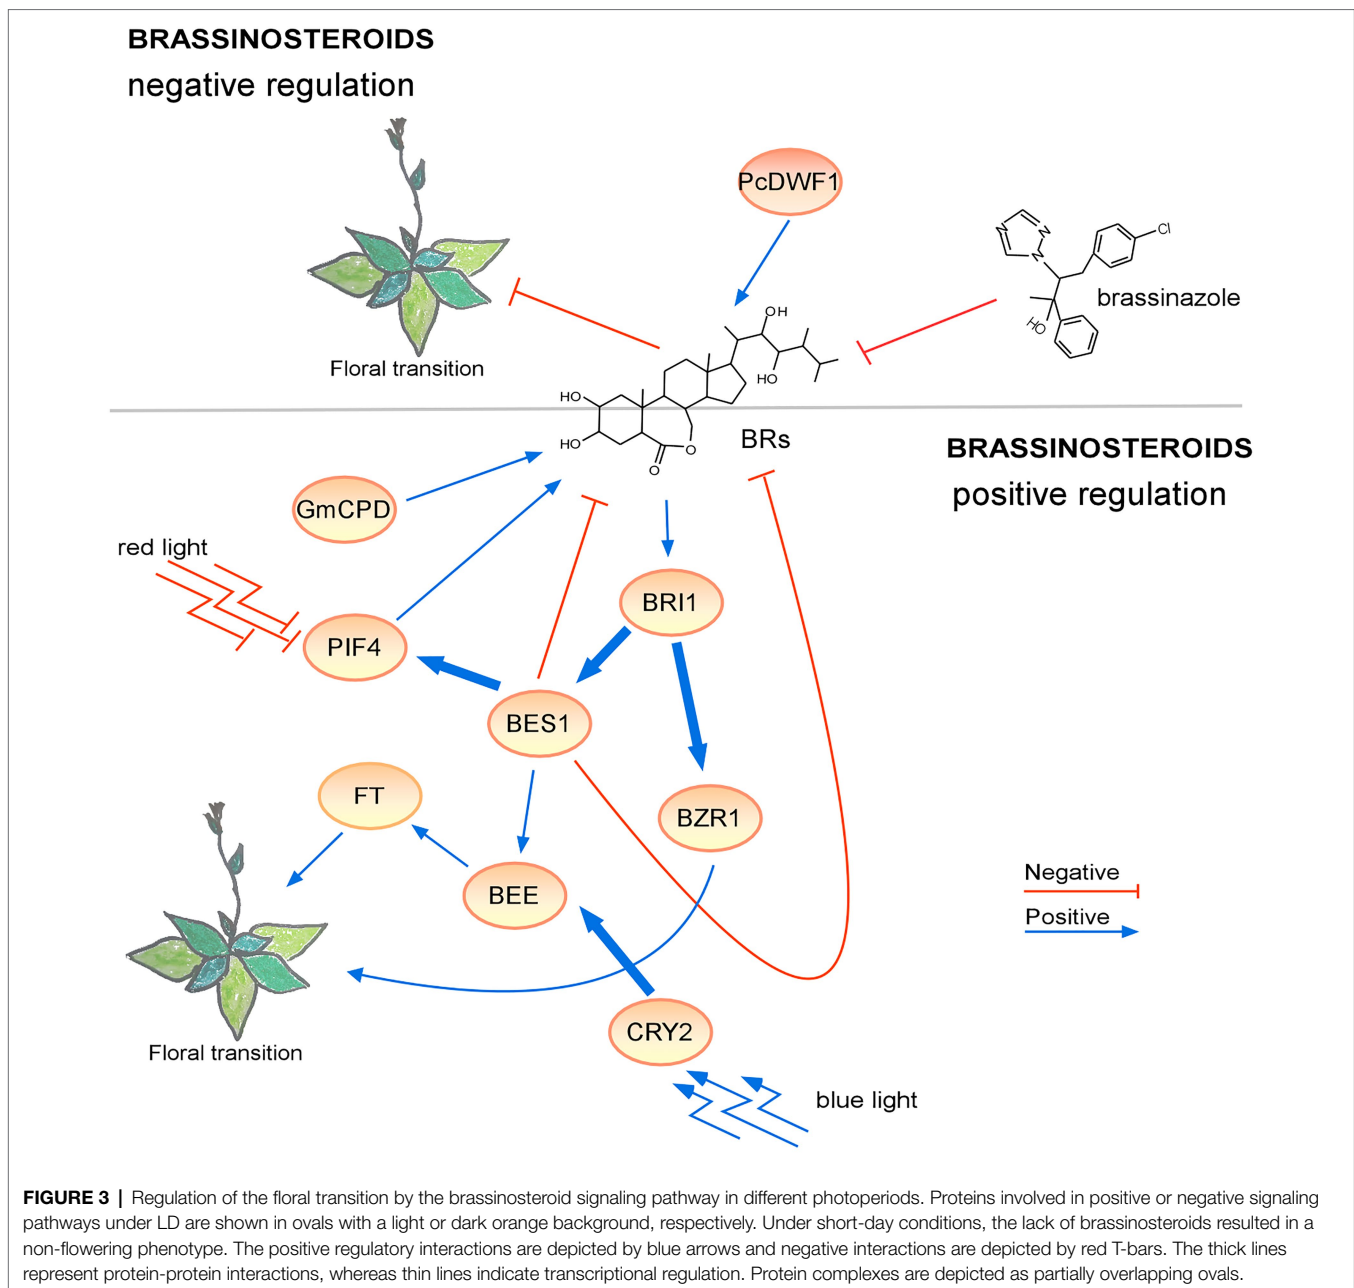 BRASSINOSTEROIDS
negative regulation
PcDWF1
N
N
N
Cl
brassinazole
HO
Floral transition
OH
HO
HO
HO
O
O
BRs
BRASSINOSTEROIDS
positive regulation
GmCPD
red light
BRI1
PIF4
BES1
FT
BZR1
BEE
Negative
Positive
CRY2
Floral transition
blue light
FIGURE 3 | Regulation of the floral transition by the brassinosteroid signaling pathway in different photoperiods. Proteins involved in positive or negative signaling
pathways under LD are shown in ovals with a light or dark orange background, respectively. Under short-day conditions, the lack of brassinosteroids resulted in a
non-flowering phenotype. The positive regulatory interactions are depicted by blue arrows and negative interactions are depicted by red T-bars. The thick lines
represent protein-protein interactions, whereas thin lines indicate transcriptional regulation. Protein complexes are depicted as partially overlapping ovals.